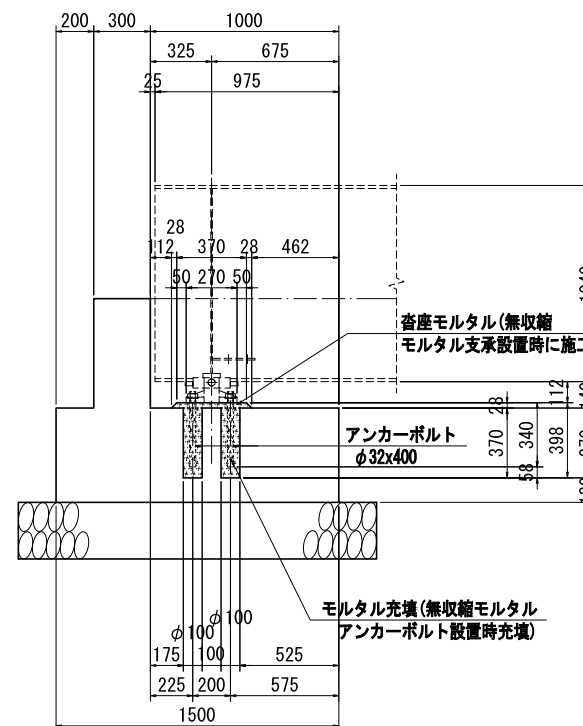 200 300 1000
325 675
25 975
28
112 370 28 462
50 270 50
沓座モルタル(無収縮
モルタル支承設置時に施工
112
28
アンカーボルト
φ32x400
370 340 398
58
モルタル充填(無収縮モルタル
アンカーボルト設置時充填)
φ100
φ100
175 100 525
225 200 575
1500